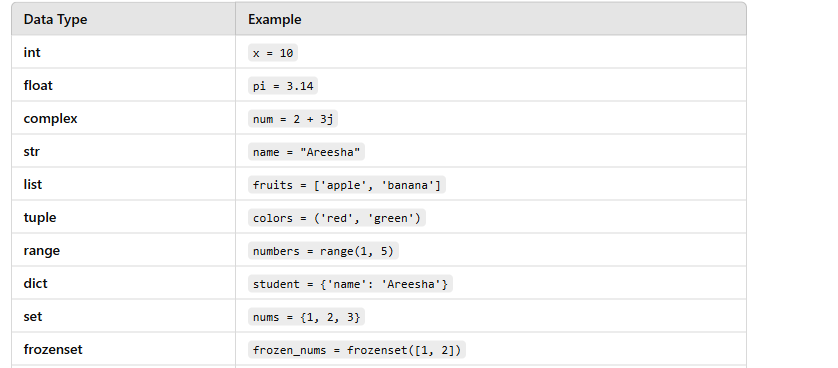 Data Type Example
int x = 10
float pi = 3.14
complex num = 2 + 3j
str name = "Areesha"
list fruits = ['apple', 'banana']
tuple colors = ('red', 'green')
range numbers = range(1, 5)
dict student = {'name': 'Areesha'}
set nums = {1, 2, 3}
frozenset frozen_nums = frozenset([1, 2])